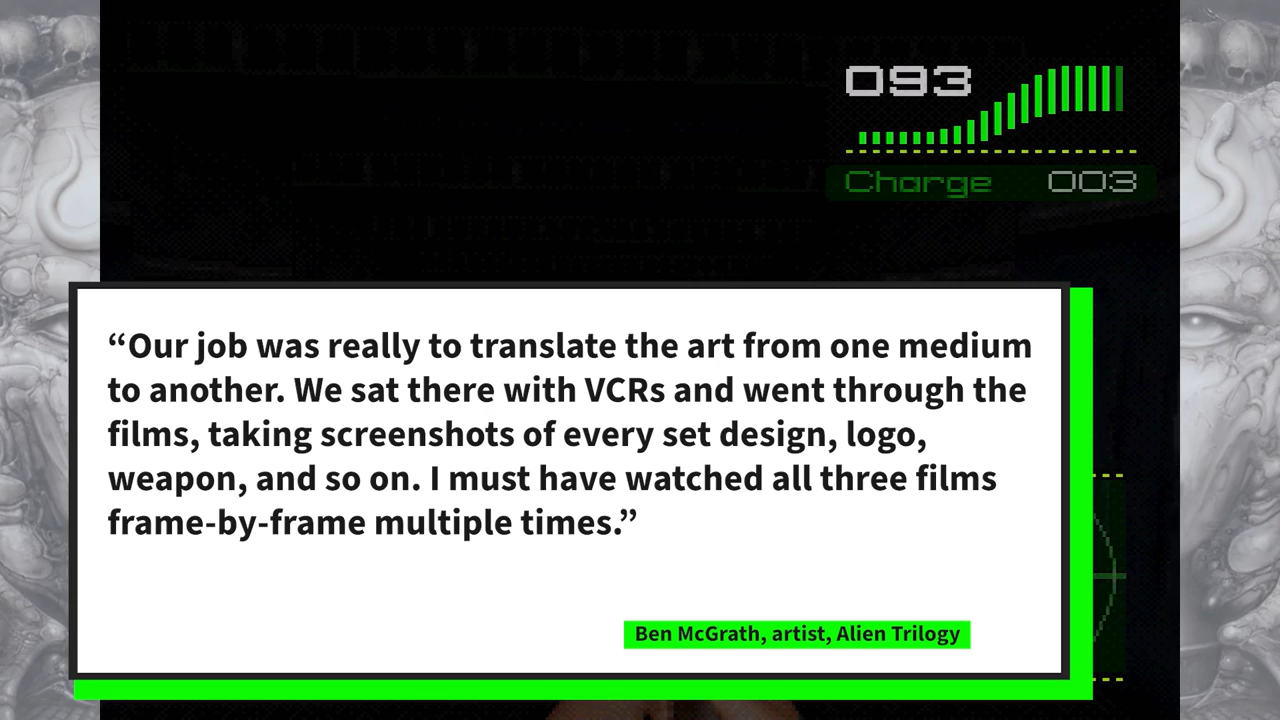 093
Charge 003
“Our job was really to translate the art from one medium
to another. We sat there with VCRs and went through the
films, taking screenshots of every set design, logo,
weapon, and so on. I must have watched all three films
frame-by-frame multiple times.”
Ben McGrath, artist, Alien Trilogy